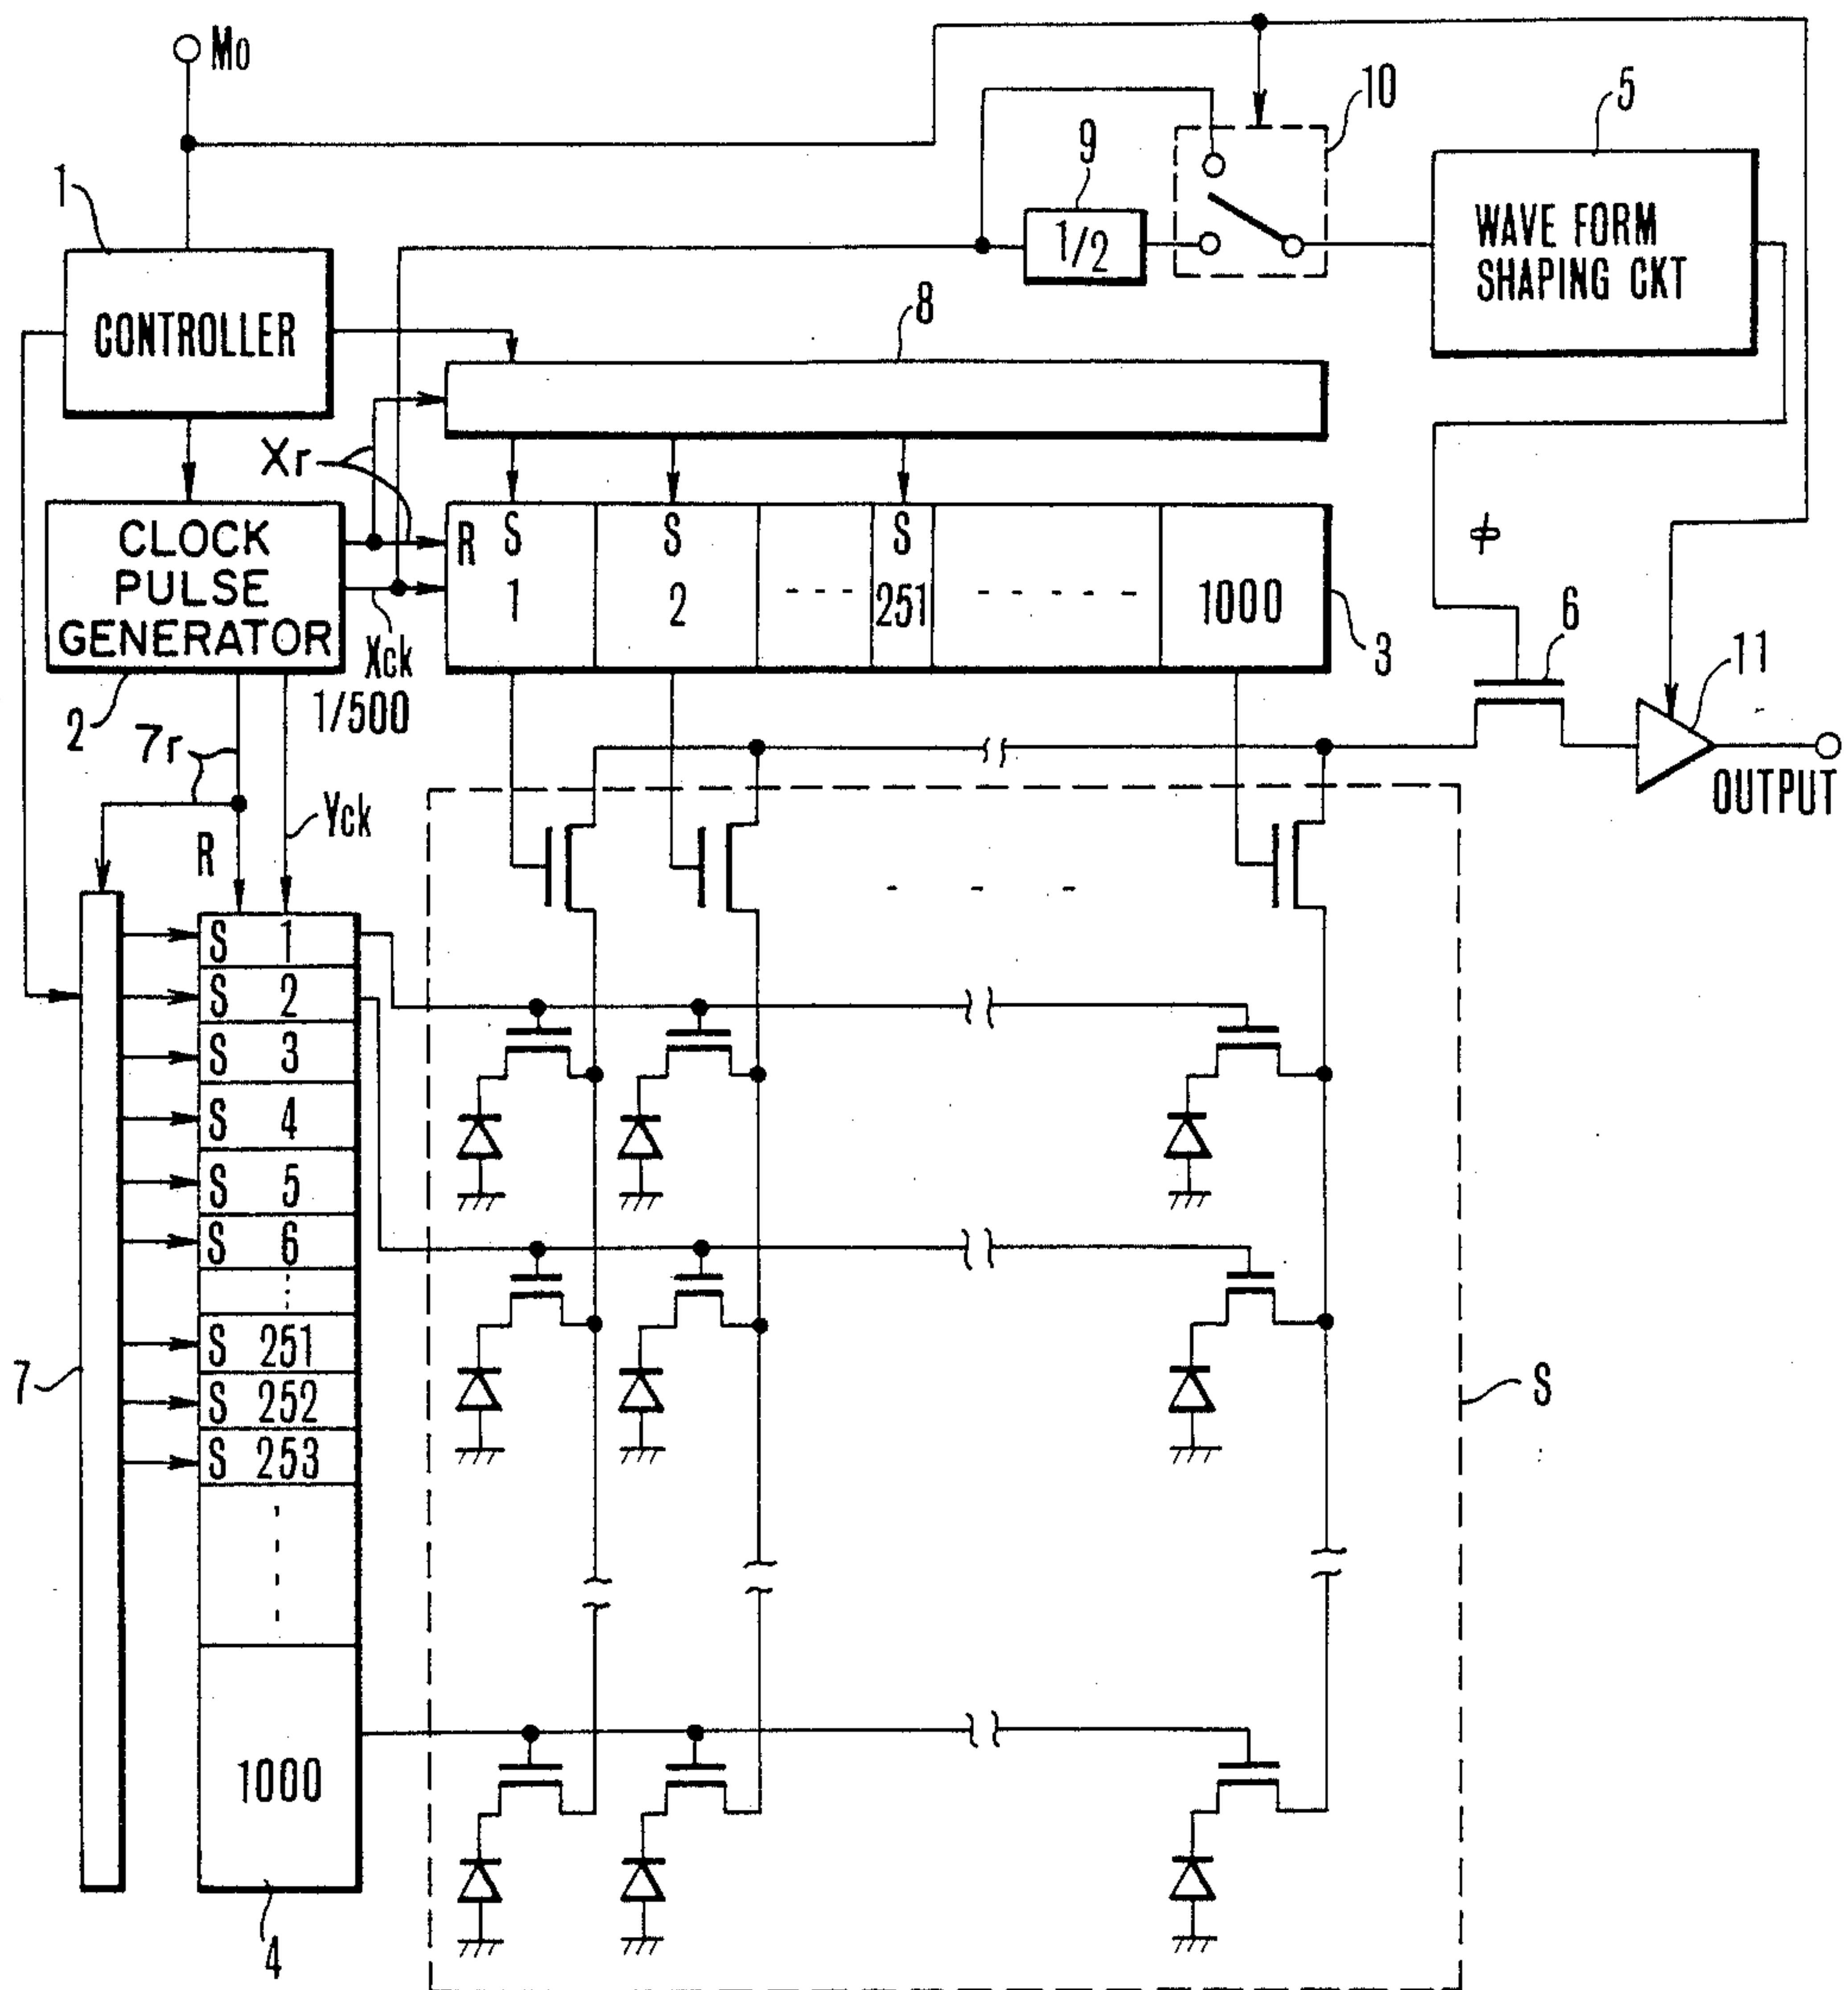 Mo
10
5
9
1
1/2
WAVE FORM
SHAPING CKT
CONTROLLER
8
Xr
CLOCK
PULSE
GENERATOR
R S S S
1 2 --- 251 ----- 1000
ϕ
6
3
11
Xck
1/500
2
7r
OUTPUT
Yck
R
S 1
S 2
S 3
S 4
S 5
S 6
S 251
7
S 252
S
S 253
1000
4